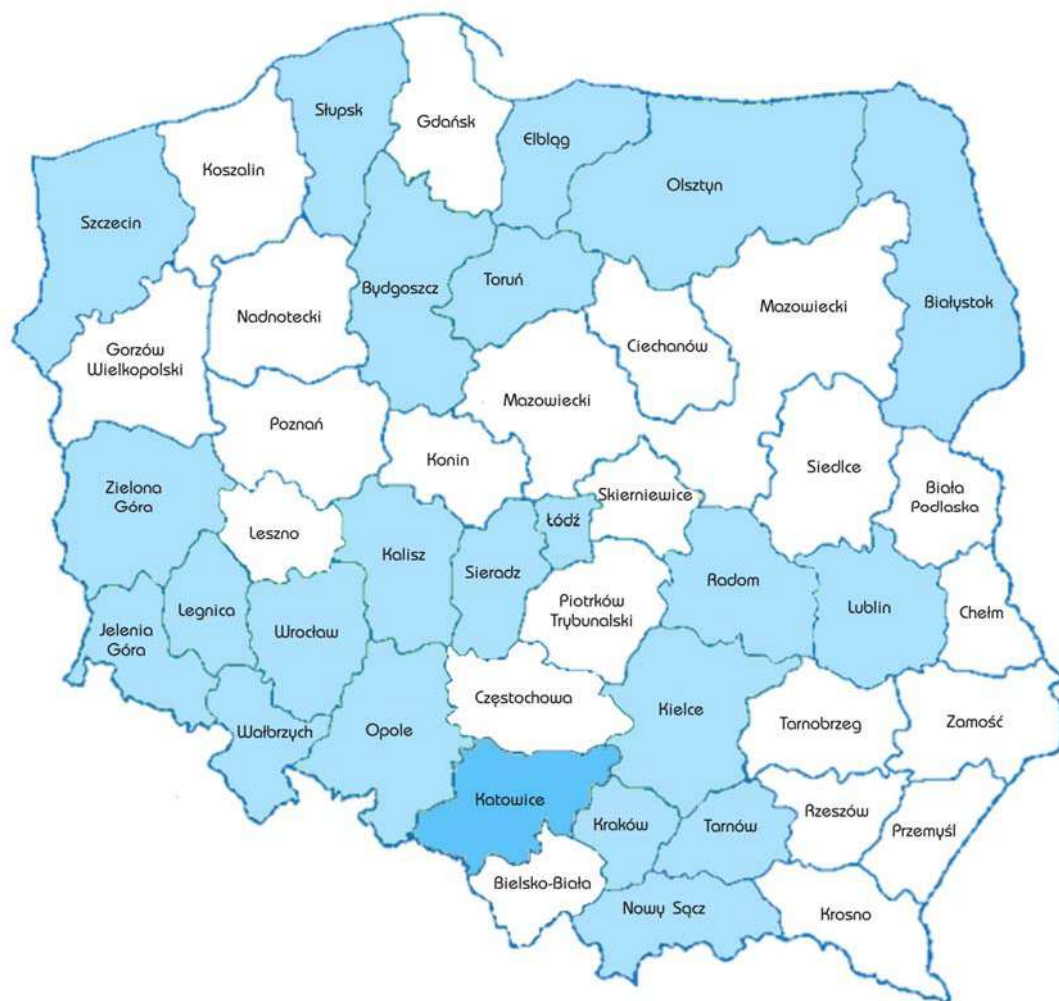 Słupsk
Gdańsk
Elbląg
Koszalin
Olsztyn
Szczecin
Bydgoszcz
Toruń
Mazowiecki
Białystok
Nadnotecki
Ciechanów
Gorzów
Wielkopolski
Mazowiecki
Poznań
Konin
Siedlce
Zielona
Góra
Skierniewice
Biała
Podlaska
Leszno
Łódź
Kalisz
Sieradz
Radom
Legnica
Piotrków
Trybunalski
Lublin
Chełm
Jelenia
Góra
Wrocław
Częstochowa
Kielce
Tarnobrzeg
Zamość
Wałbrzych
Opole
Katowice
Kraków
Tarnów
Rzeszów
Przemyśl
Bielsko-Biała
Nowy Sącz
Krosno